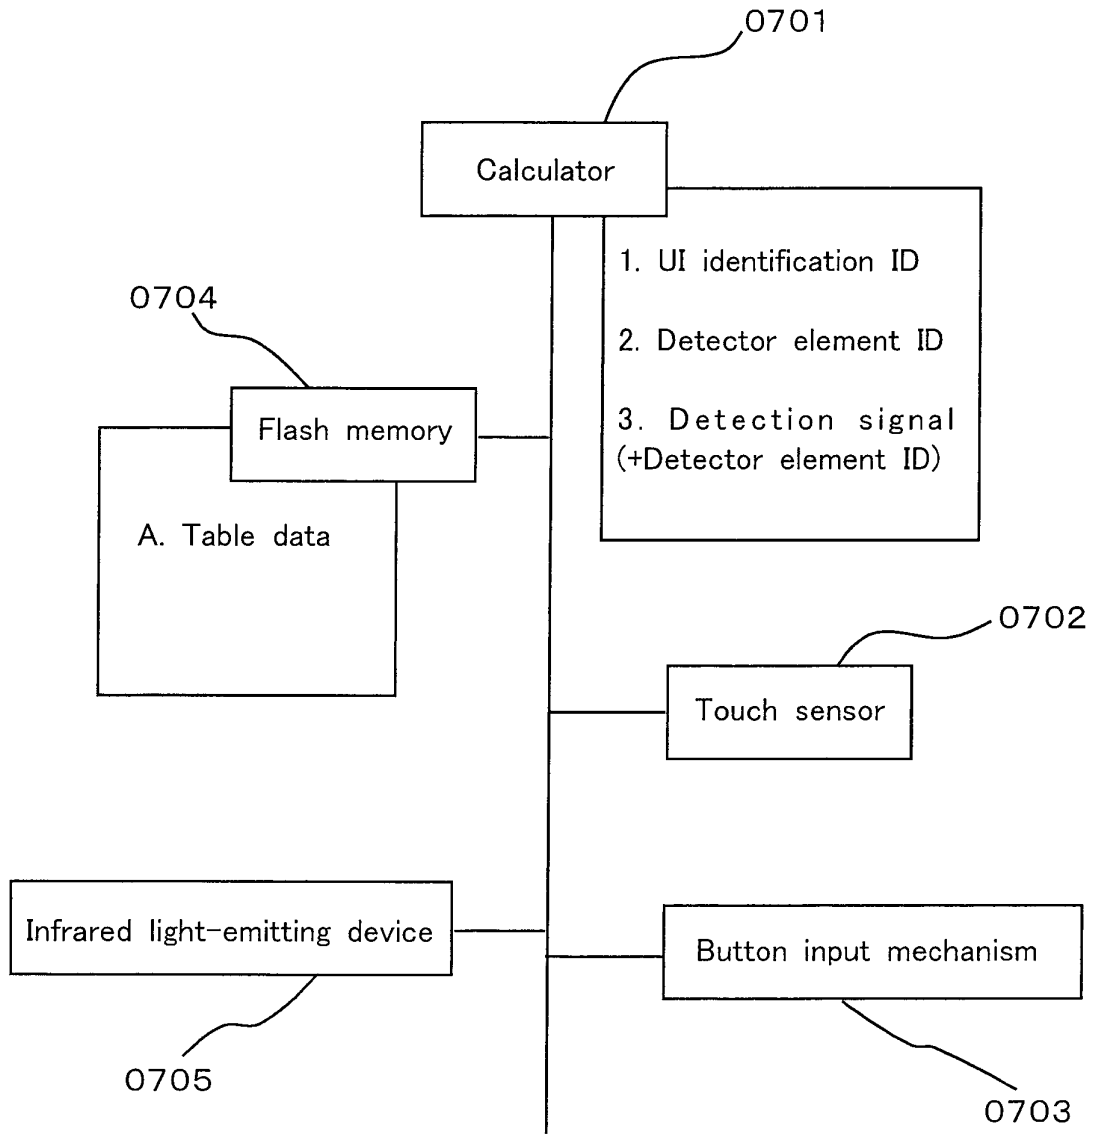 0701
Calculator
1. UI identification ID
0704
2. Detector element ID
3. Detection signal
(+Detector element ID)
Flash memory
A. Table data
0702
Touch sensor
Infrared light-emitting device
Button input mechanism
0705
0703